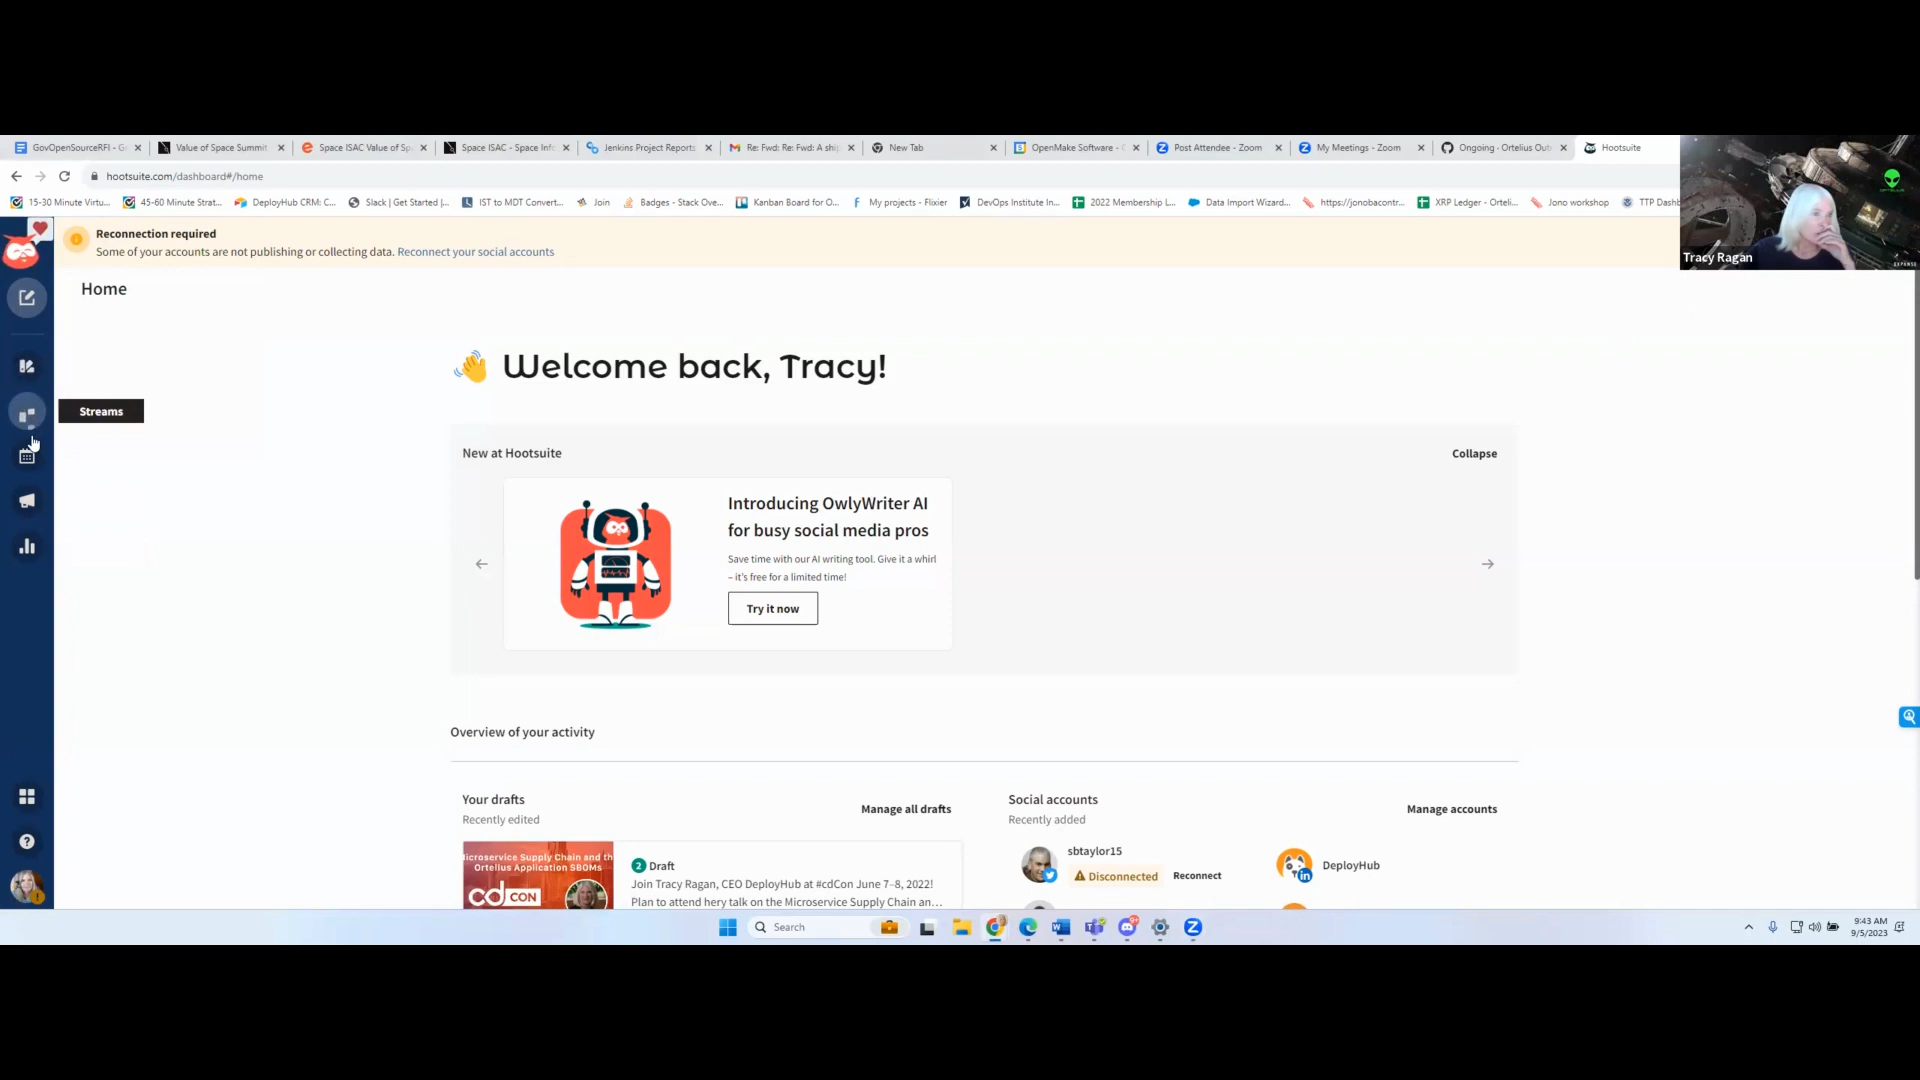 GovOpenSourceRFI - G
Value of Space Summit
Space ISAC Value of Sp
Space ISAC - Space Info
Jenkins Project Reports
Re: Fwd: Re: Fwd: A ship
New Tab
OpenMake Software -
Post Attendee - Zoom
My Meetings - Zoom
Ongoing · Ortelius Out
Hootsuite
hootsuite.com/dashboard#/home
15-30 Minute Virtu...
45-60 Minute Strat...
DeployHub CRM: C...
Slack | Get Started |...
IST to MDT Convert...
Join
Badges - Stack Ove...
Kanban Board for O...
My projects - Flixier
DevOps Institute In...
2022 Membership L...
Data Import Wizard...
https://jonobacontr...
XRP Ledger - Orteli...
Jono workshop
TTP Dashb
Tracy Ragan
Reconnection required
Some of your accounts are not publishing or collecting data. Reconnect your social accounts
Home
Welcome back, Tracy!
Streams
New at Hootsuite
Collapse
Introducing OwlyWriter AI
for busy social media pros
Save time with our AI writing tool. Give it a whirl
– it's free for a limited time!
Try it now
Overview of your activity
Your drafts
Recently edited
Manage all drafts
Social accounts
Recently added
Manage accounts
icroservice Supply Chain and th
Ortelius Application SBOMs
cd CON
2 Draft
Join Tracy Ragan, CEO DeployHub at #cdCon June 7–8, 2022!
Plan to attend hery talk on the Microservice Supply Chain an...
sbtaylor15
Disconnected
Reconnect
DeployHub
Search
9:43 AM
9/5/2023